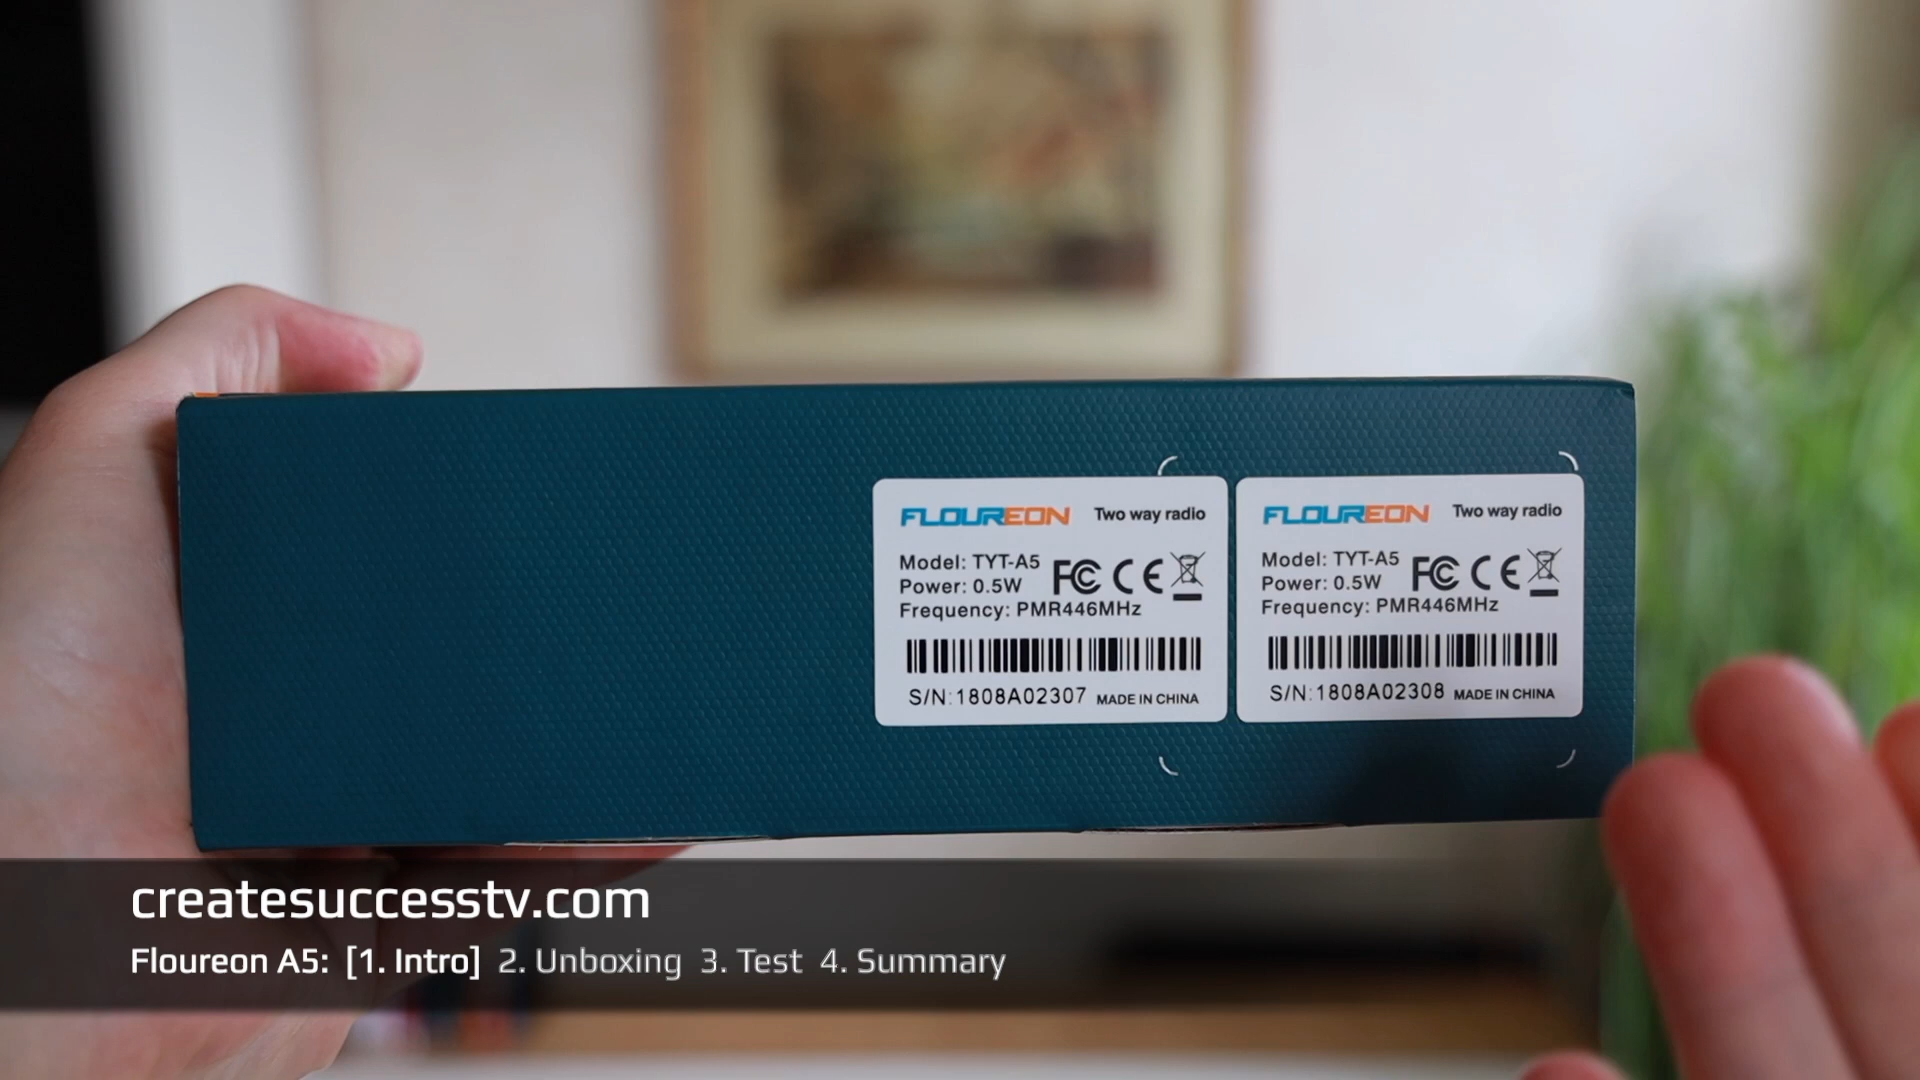 FLOUREON Two way radio
Model: TYT-A5
Power: 0.5W
FC CE
Frequency: PMR446MHz
S/N:1808A02307 MADE IN CHINA
FLOUREON Two way radio
Model: TYT-A5
Power: 0.5W
FC CE
Frequency: PMR446MHz
S/N:1808A02308 MADE IN CHINA
createsuccesstv.com
Floureon A5: [1. Intro] 2. Unboxing 3. Test 4. Summary